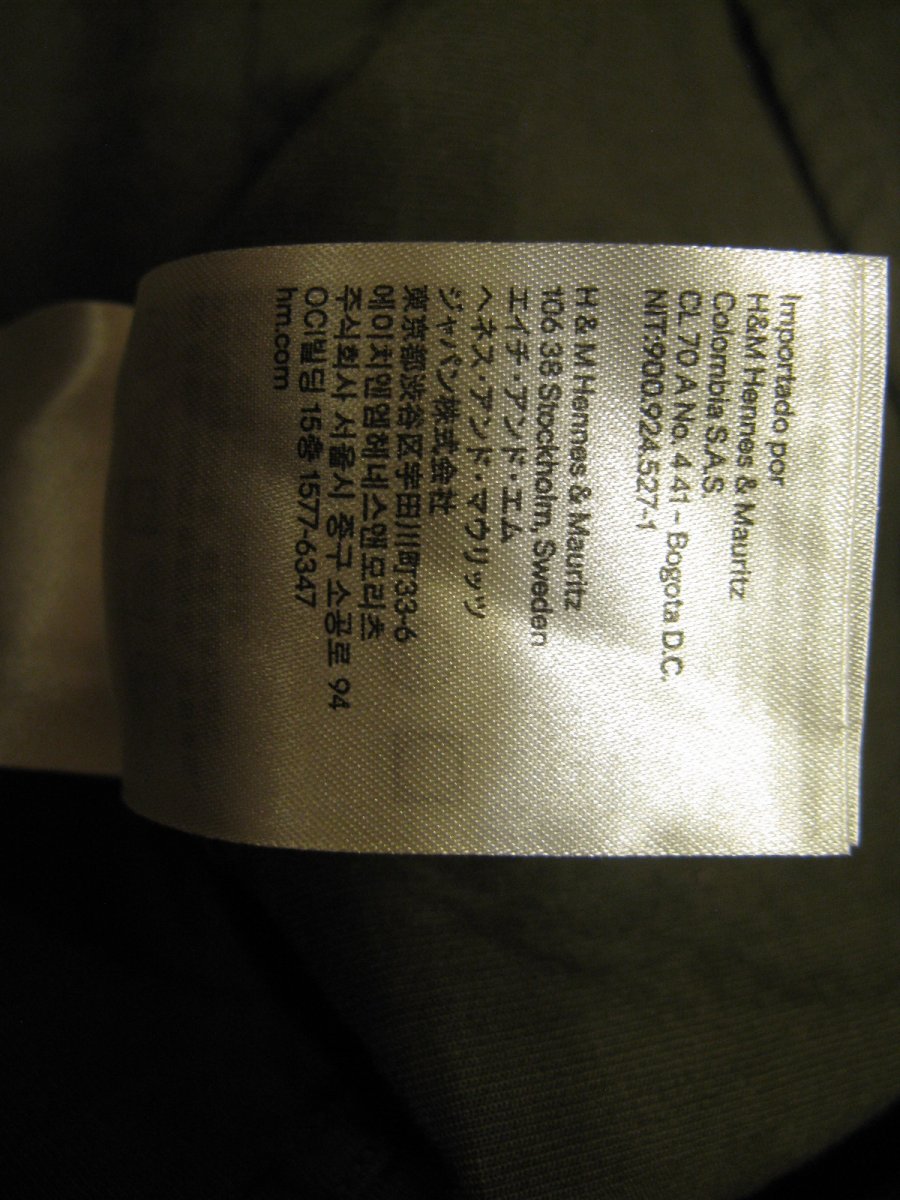 Importado por
H&M Hennes & Mauritz
Colombia S.A.S.
CL 70 A No. 4 41 - Bogota D.C.
NIT:900.924.527-1
H & M Hennes & Mauritz
106 38 Stockholm, Sweden
エイチ・アンド・エム
ヘネス・アンド・マウリッツ
ジャパン株式会社
東京都渋谷区宇田川町33-6
에이치앤엠헤네스앤모리츠
주식회사 서울시 중구 소공로 94
OCI빌딩 15층 1577-6347
hm.com